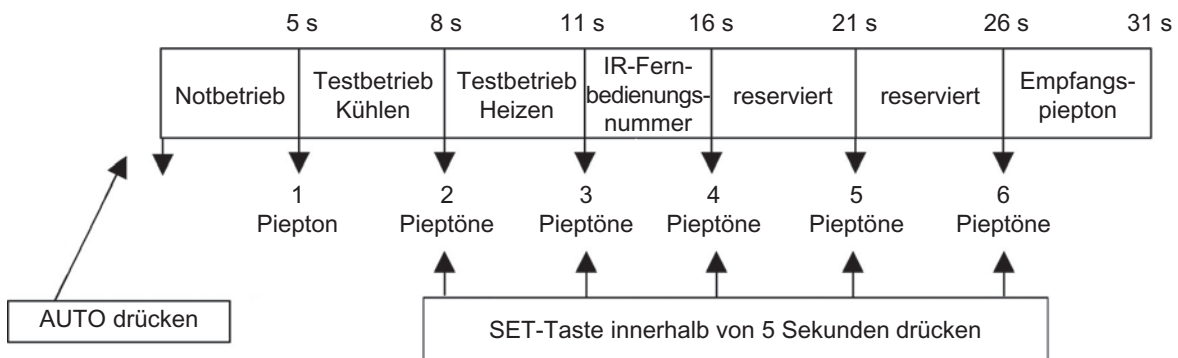 5 s 8 s 11 s 16 s 21 s 26 s 31 s
Notbetrieb
Testbetrieb
Kühlen
Testbetrieb
Heizen
IR-Fern-
bedienungs-
nummer
reserviert
reserviert
Empfangs-
piepton
1
Piepton
2
Pieptöne
3
Pieptöne
4
Pieptöne
5
Pieptöne
6
Pieptöne
AUTO drücken
SET-Taste innerhalb von 5 Sekunden drücken